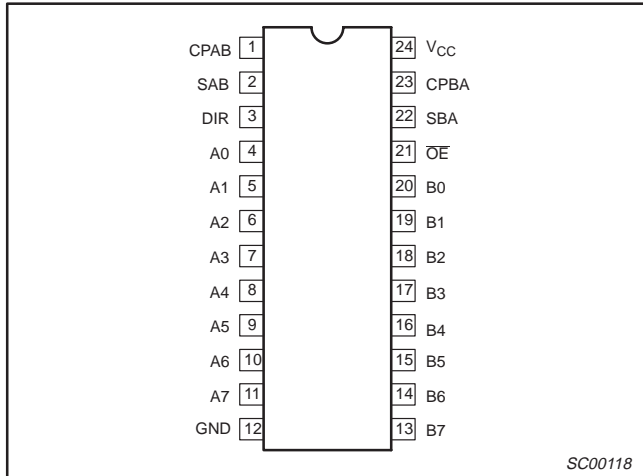 CPAB 1 24 VCC
SAB 2 23 CPBA
DIR 3 22 SBA
A0 4 21 O̅E̅
A1 5 20 B0
A2 6 19 B1
A3 7 18 B2
A4 8 17 B3
A5 9 16 B4
A6 10 15 B5
A7 11 14 B6
GND 12 13 B7
SC00118